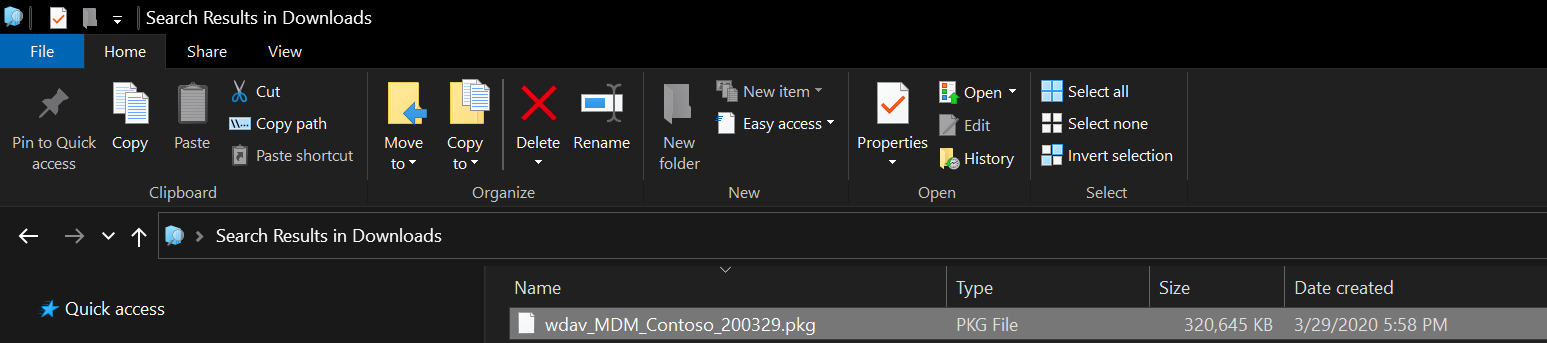 Search Results in Downloads
File Home Share View
Pin to Quick access
Copy
Paste
Cut
Copy path
Paste shortcut
Clipboard
Move to
Copy to
Delete
Rename
Organize
New folder
New item
Easy access
New
Properties
Open
Edit
History
Open
Select all
Select none
Invert selection
Select
Search Results in Downloads
Quick access
Name Type Size Date created
wdav_MDM_Contoso_200329.pkg PKG File 320,645 KB 3/29/2020 5:58 PM